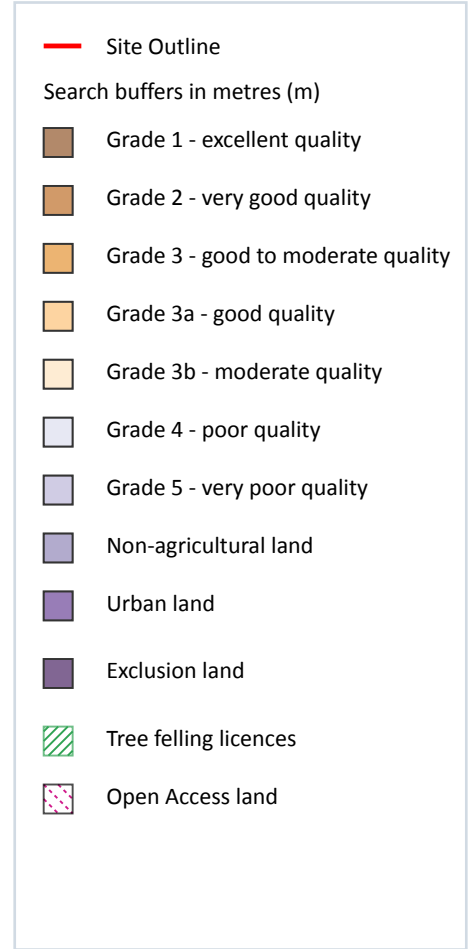 Site Outline
Search buffers in metres (m)
Grade 1 - excellent quality
Grade 2 - very good quality
Grade 3 - good to moderate quality
Grade 3a - good quality
Grade 3b - moderate quality
Grade 4 - poor quality
Grade 5 - very poor quality
Non-agricultural land
Urban land
Exclusion land
Tree felling licences
Open Access land